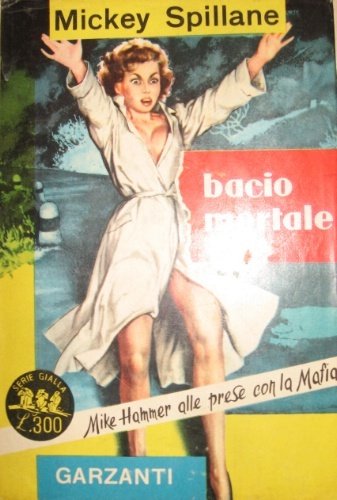 Mickey Spillane
bacio
mortale
SERIE GIALLA
£.300
Mike Hammer alle prese con la Mafia
GARZANTI